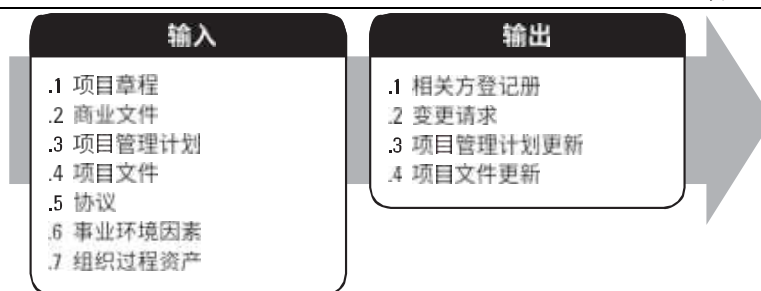 输入
.1 项目章程
.2 商业文件
.3 项目管理计划
.4 项目文件
.5 协议
.6 事业环境因素
.7 组织过程资产
输出
.1 相关方登记册
.2 变更请求
.3 项目管理计划更新
.4 项目文件更新